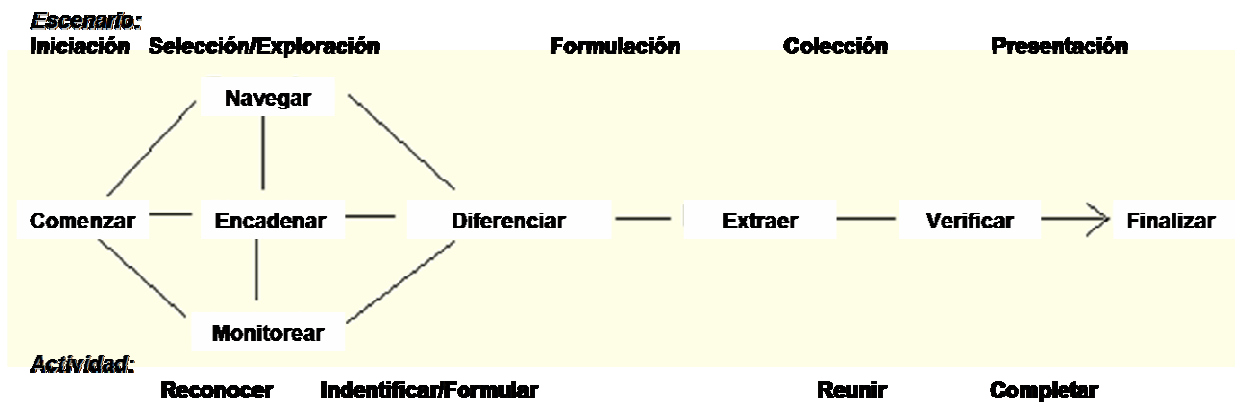 Escenario:
Iniciación Selección/Exploración Formulación Colección Presentación
Navegar
Comenzar Encadenar Diferenciar Extraer Verificar Finalizar
Monitorear
Actividad:
Reconocer Indentificar/Formular Reunir Completar